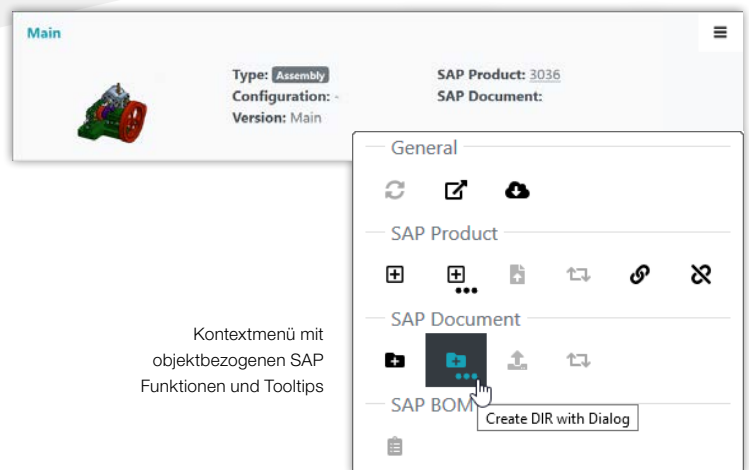 Main
Type: Assembly
Configuration: -
Version: Main
SAP Product: 3036
SAP Document:
General
SAP Product
SAP Document
Create DIR with Dialog
SAP BOM
Kontextmenü mit
objektbezogenen SAP
Funktionen und Tooltips